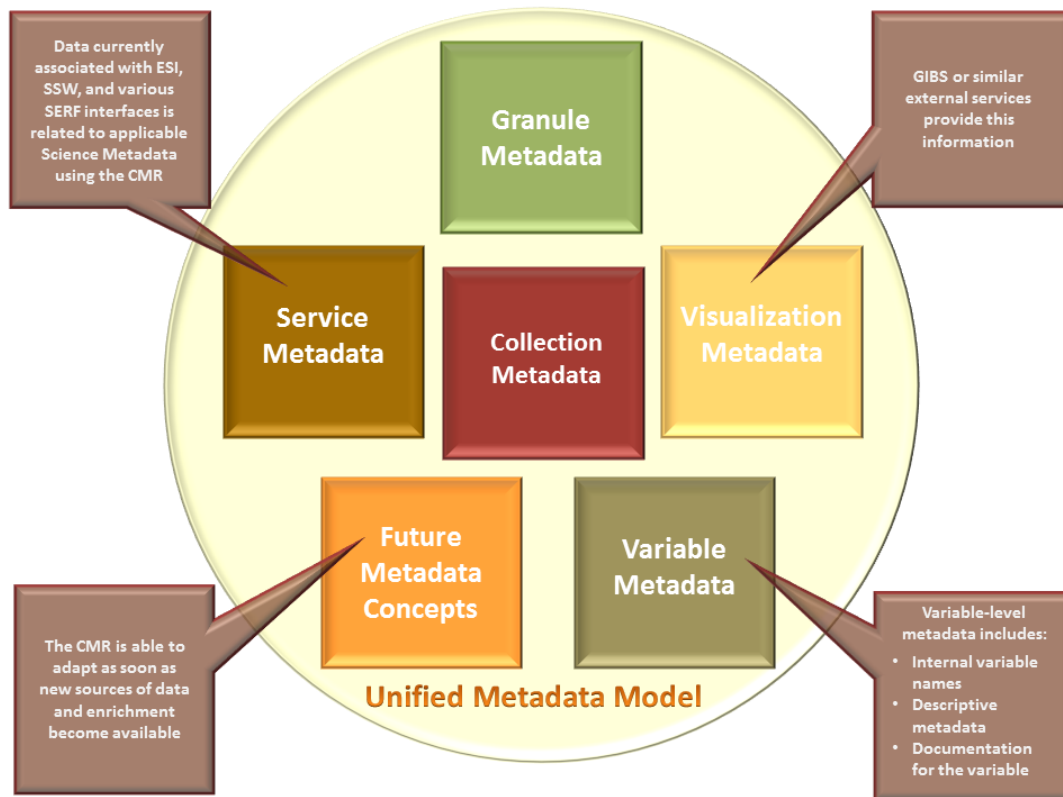 Data currently
associated with ESI,
SSW, and various
SERF interfaces is
related to applicable
Science Metadata
using the CMR
GIBS or similar
external services
provide this
information
Granule
Metadata
Service
Metadata
Collection
Metadata
Visualization
Metadata
Future
Metadata
Concepts
Variable
Metadata
The CMR is able to
adapt as soon as
new sources of data
and enrichment
become available
Variable-level
metadata includes:
• Internal variable
names
• Descriptive
metadata
• Documentation
for the variable
Unified Metadata Model